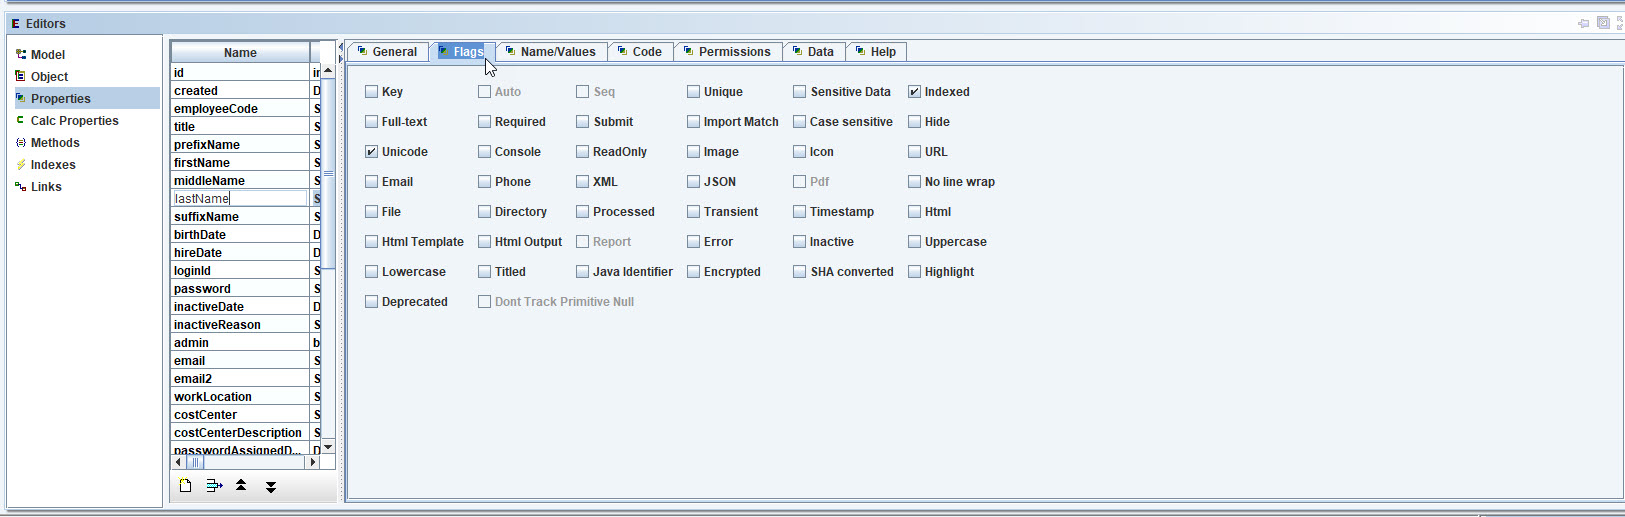 E Editors
Model
Object
Properties
Calc Properties
Methods
Indexes
Links
Name
id
created
employeeCode
title
prefixName
firstName
middleName
lastName
suffixName
birthDate
hireDate
loginId
password
inactiveDate
inactiveReason
admin
email
email2
workLocation
costCenter
costCenterDescription
passwordAssignedD...
in
D
S
S
S
S
S
S
S
D
D
S
S
D
S
b
S
S
S
S
S
D
General Flags Name/Values Code Permissions Data Help
Key Auto Seq Unique Sensitive Data Indexed
Full-text Required Submit Import Match Case sensitive Hide
Unicode Console ReadOnly Image Icon URL
Email Phone XML JSON Pdf No line wrap
File Directory Processed Transient Timestamp Html
Html Template Html Output Report Error Inactive Uppercase
Lowercase Titled Java Identifier Encrypted SHA converted Highlight
Deprecated Dont Track Primitive Null